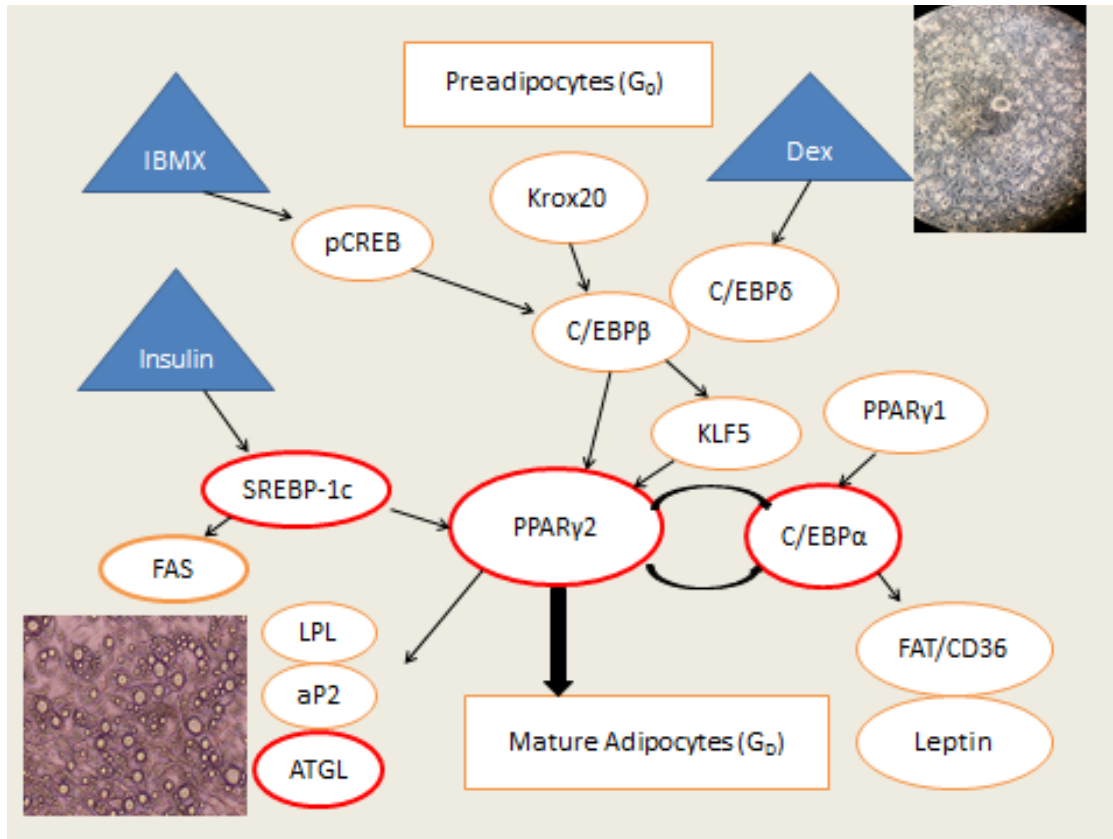 Preadipocytes (G₀)
IBMX
Dex
Krox20
pCREB
C/EBPδ
C/EBPβ
Insulin
PPARγ1
KLF5
SREBP-1c
PPARγ2
C/EBPα
FAS
LPL
FAT/CD36
aP2
Mature Adipocytes (G_D)
Leptin
ATGL